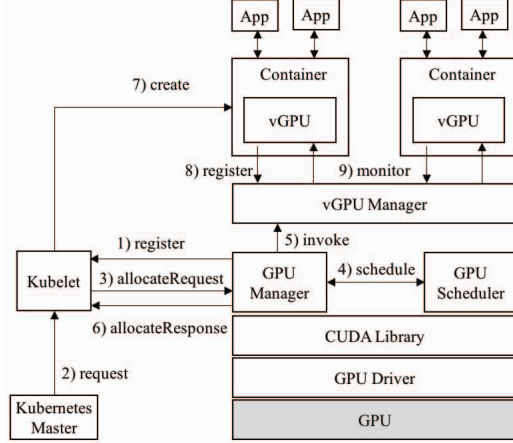 App
App
App
App
7) create
Container
Container
vGPU
vGPU
8) register
9) monitor
vGPU Manager
1) register
5) invoke
Kubelet
3) allocateRequest
GPU
Manager
4) schedule
GPU
Scheduler
6) allocateResponse
CUDA Library
2) request
GPU Driver
Kubernetes
Master
GPU